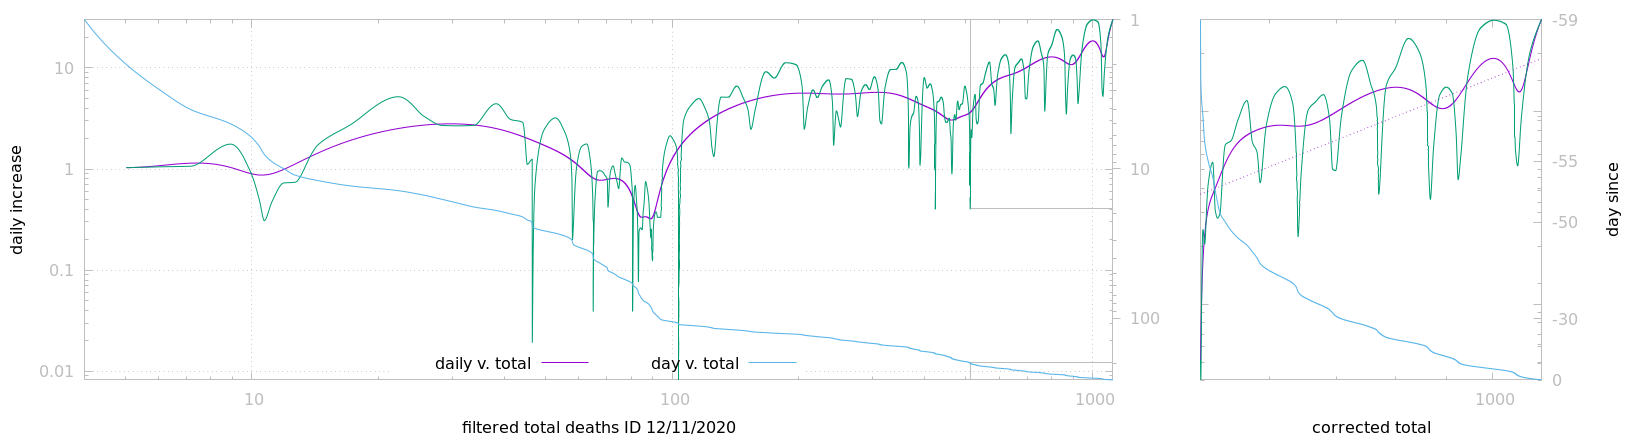 daily increase
10
1
0.1
0.01
10
100
1000
1
10
100
daily v. total
day v. total
filtered total deaths ID 12/11/2020
-59
-55
-50
-30
0
day since
1000
corrected total